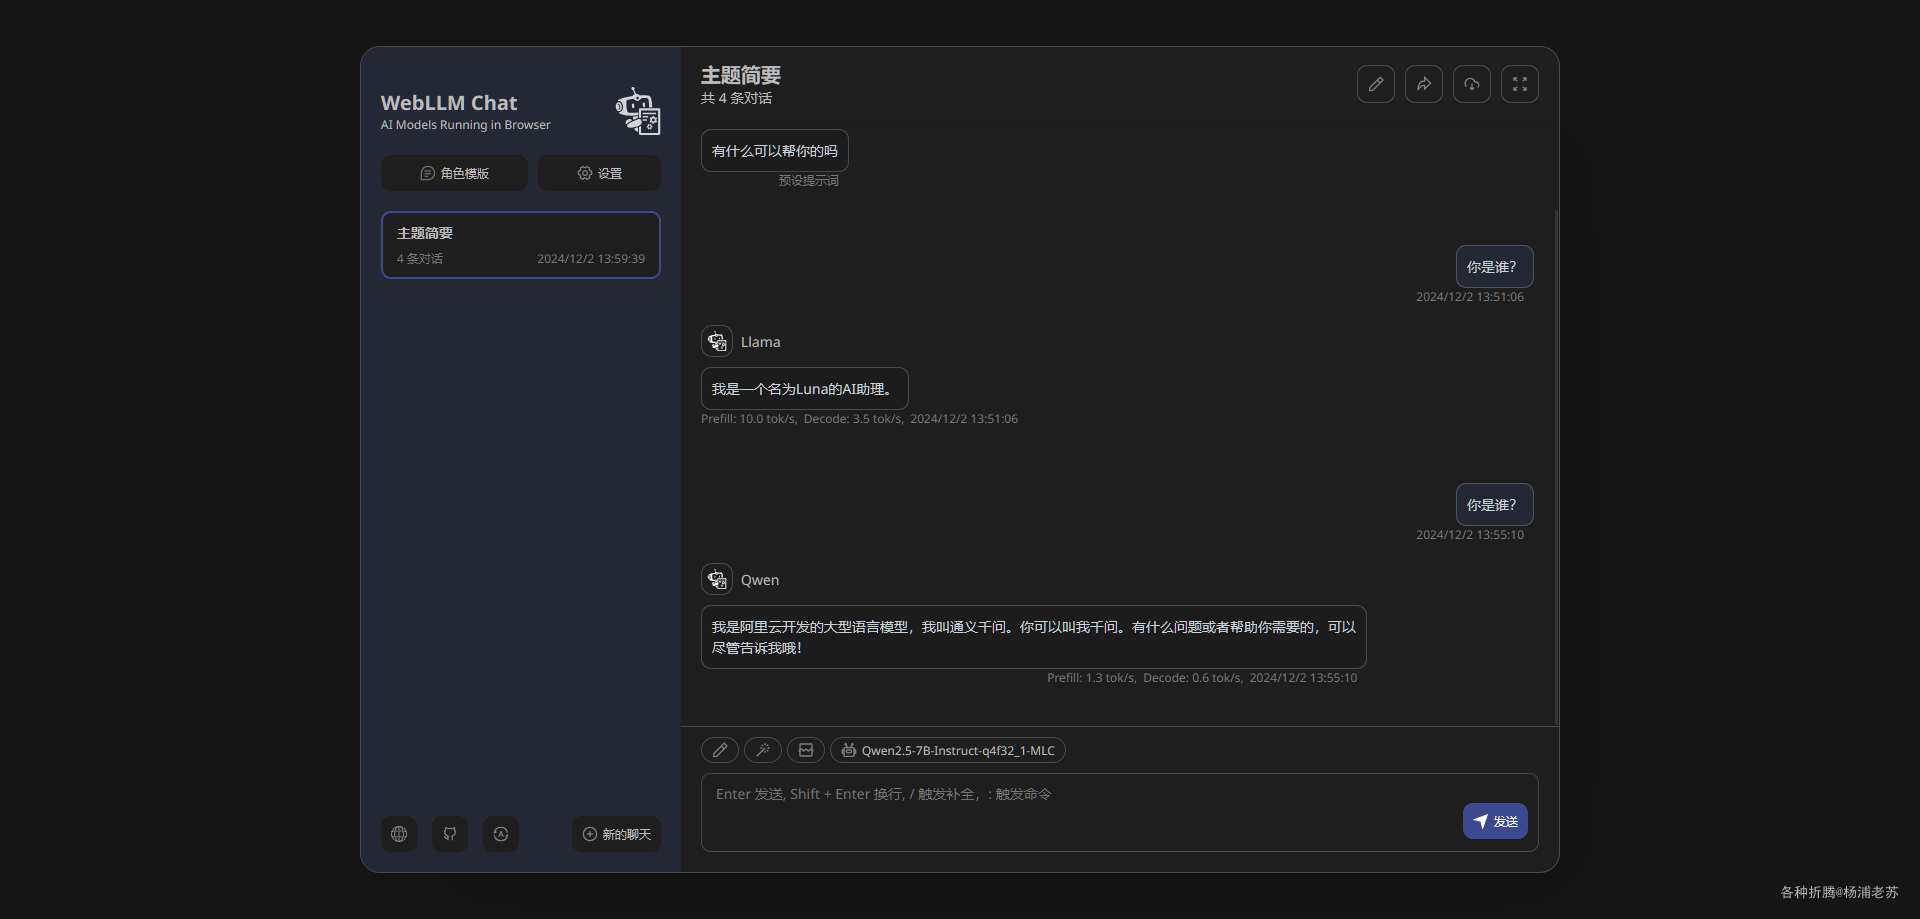 WebLLM Chat
AI Models Running in Browser
角色模版
设置
主题简要
4 条对话
2024/12/2 13:59:39
新的聊天
主题简要
共 4 条对话
有什么可以帮你的吗
预设提示词
你是谁？
2024/12/2 13:51:06
Llama
我是一个名为Luna的AI助理。
Prefill: 10.0 tok/s, Decode: 3.5 tok/s, 2024/12/2 13:51:06
你是谁？
2024/12/2 13:55:10
Qwen
我是阿里云开发的大型语言模型，我叫通义千问。你可以叫我千问。有什么问题或者帮助你需要的，可以
尽管告诉我哦！
Prefill: 1.3 tok/s, Decode: 0.6 tok/s, 2024/12/2 13:55:10
Qwen2.5-7B-Instruct-q4f32_1-MLC
Enter 发送, Shift + Enter 换行, / 触发补全，: 触发命令
发送
各种折腾@杨浦老苏